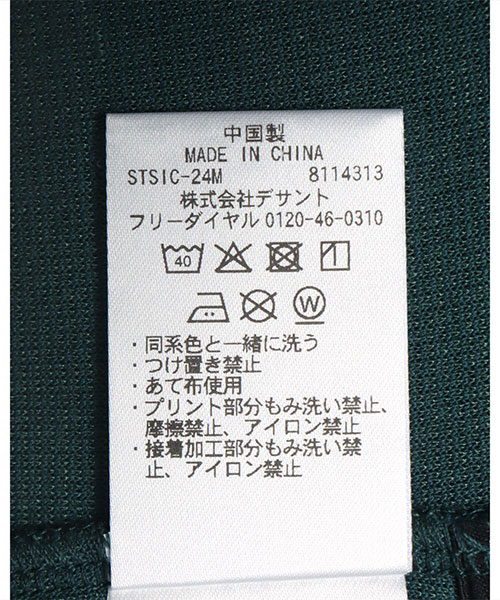 中国製
MADE IN CHINA
STSIC-24M 8114313
株式会社デサント
フリーダイヤル 0120-46-0310
40
W
・同系色と一緒に洗う
・つけ置き禁止
・あて布使用
・プリント部分もみ洗い禁止、
摩擦禁止、アイロン禁止
・接着加工部分もみ洗い禁
止、アイロン禁止